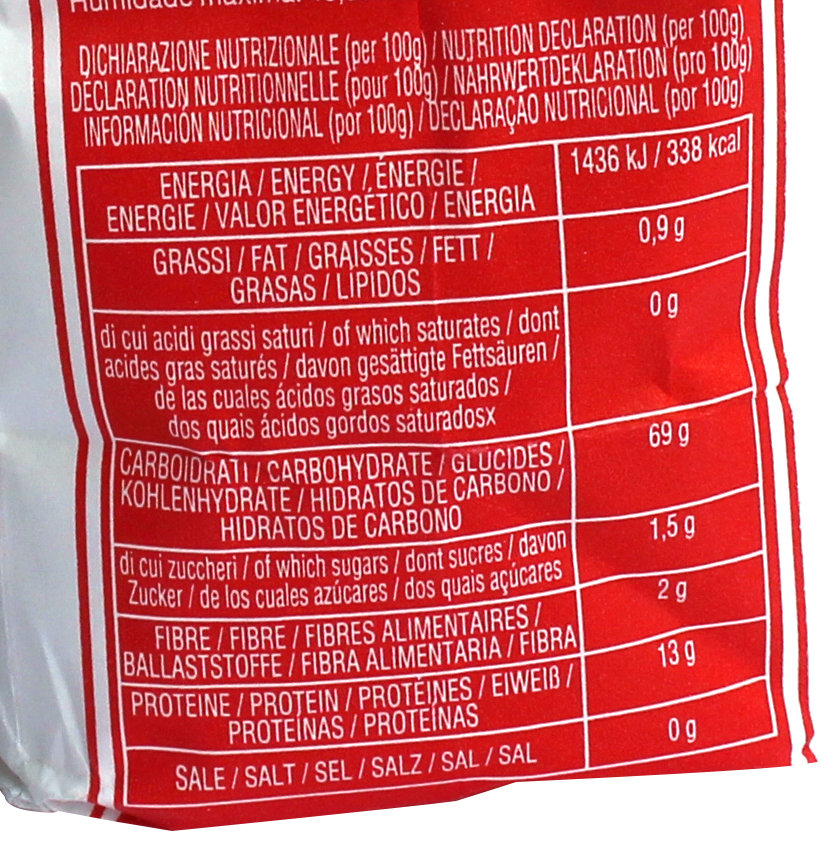 DICHIARAZIONE NUTRIZIONALE (per 100g) / NUTRITION DECLARATION (per 100g)
DÉCLARATION NUTRITIONNELLE (pour 100g) / NÄHRWERTDEKLARATION (pro 100g)
INFORMACIÓN NUTRICIONAL (por 100g) / DECLARAÇÃO NUTRICIONAL (por 100g)
ENERGIA / ENERGY / ÉNERGIE /
ENERGIE / VALOR ENERGÉTICO / ENERGIA
1436 kJ / 338 kcal
GRASSI / FAT / GRAISSES / FETT /
GRASAS / LÍPIDOS
0,9 g
di cui acidi grassi saturi / of which saturates / dont
acides gras saturés / davon gesättigte Fettsäuren /
de las cuales ácidos grasos saturados /
dos quais ácidos gordos saturadosx
0 g
CARBOIDRATI / CARBOHYDRATE / GLUCIDES /
KOHLENHYDRATE / HIDRATOS DE CARBONO /
HIDRATOS DE CARBONO
69 g
di cui zuccheri / of which sugars / dont sucres / davon
Zucker / de los cuales azúcares / dos quais açúcares
1,5 g
FIBRE / FIBRE / FIBRES ALIMENTAIRES /
BALLASTSTOFFE / FIBRA ALIMENTARIA / FIBRA
2 g
PROTEINE / PROTEIN / PROTÉINES / EIWEIß /
PROTEÍNAS / PROTEÍNAS
13 g
SALE / SALT / SEL / SALZ / SAL / SAL
0 g